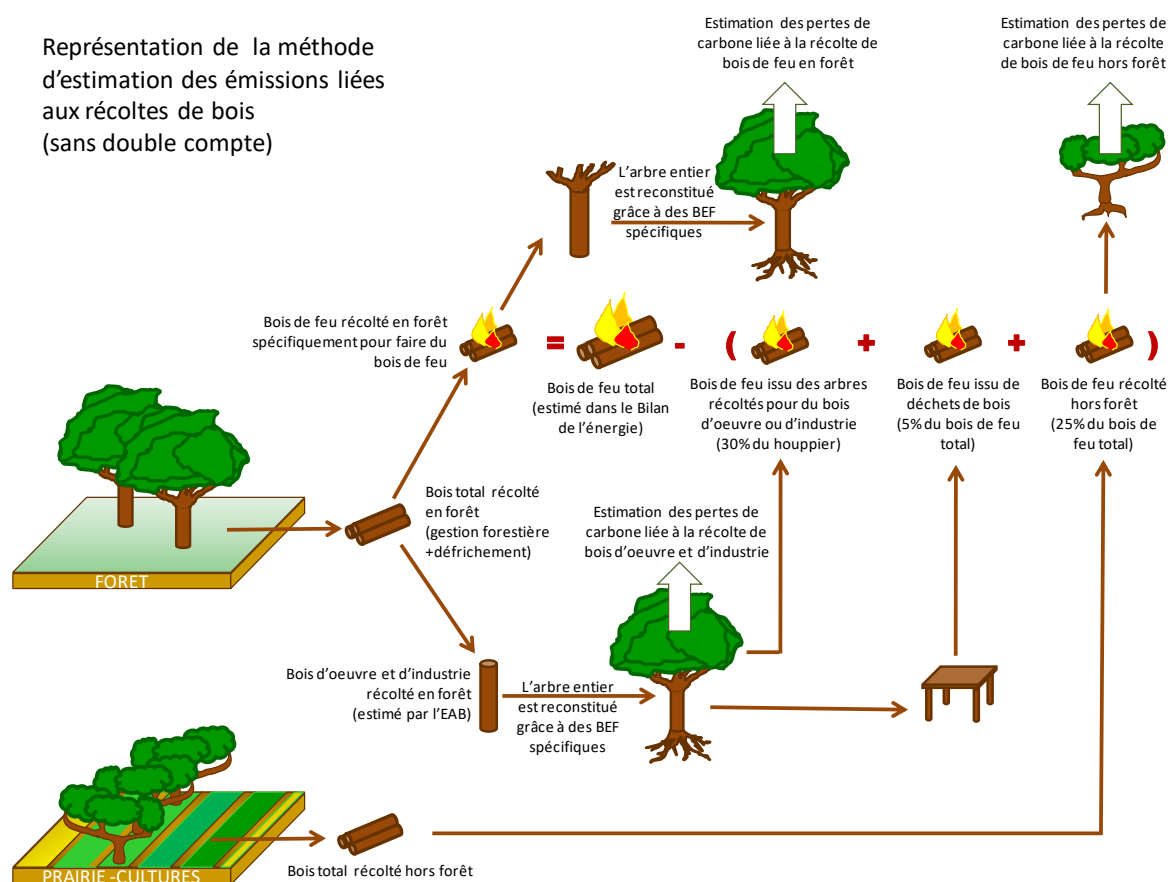 Représentation de la méthode
d'estimation des émissions liées
aux récoltes de bois
(sans double compte)
Estimation des pertes de
carbone liée à la récolte de
bois de feu en forêt
Estimation des pertes de
carbone liée à la récolte
de bois de feu hors forêt
L'arbre entier
est reconstitué
grâce à des BEF
spécifiques
Bois de feu récolté en forêt
spécifiquement pour faire du
bois de feu
= - ( + + )
Bois de feu total
(estimé dans le Bilan
de l'énergie)
Bois de feu issu des arbres
récoltés pour du bois
d'oeuvre ou d'industrie
(30% du houppier)
Bois de feu issu de
déchets de bois
(5% du bois de feu
total)
Bois de feu récolté
hors forêt
(25% du bois de
feu total)
FORET
Bois total récolté
en forêt
(gestion forestière
+défrichement)
Estimation des pertes de
carbone liée à la récolte de
bois d'oeuvre et d'industrie
Bois d'oeuvre et d'industrie
récolté en forêt
(estimé par l'EAB)
L'arbre entier
est reconstitué
grâce à des BEF
spécifiques
PRAIRIE -CULTURES
Bois total récolté hors forêt